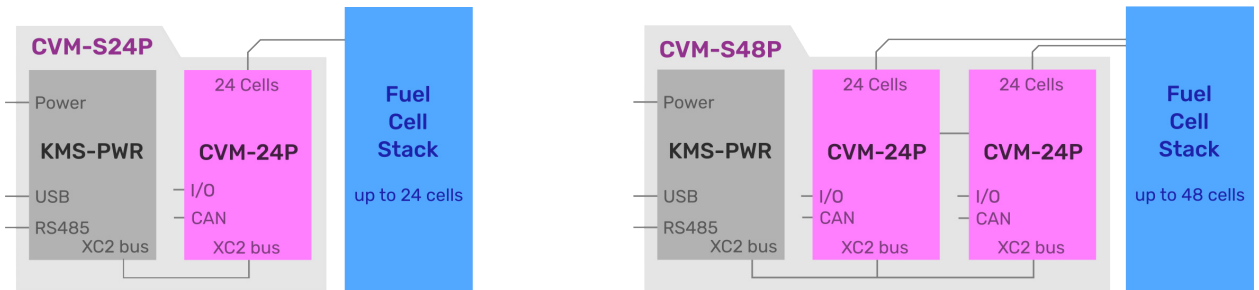 CVM-S24P
Power
KMS-PWR
USB
RS485
XC2 bus
24 Cells
CVM-24P
I/O
CAN
XC2 bus
Fuel
Cell
Stack
up to 24 cells
CVM-S48P
Power
KMS-PWR
USB
RS485
XC2 bus
24 Cells
CVM-24P
I/O
CAN
XC2 bus
24 Cells
CVM-24P
I/O
CAN
XC2 bus
Fuel
Cell
Stack
up to 48 cells